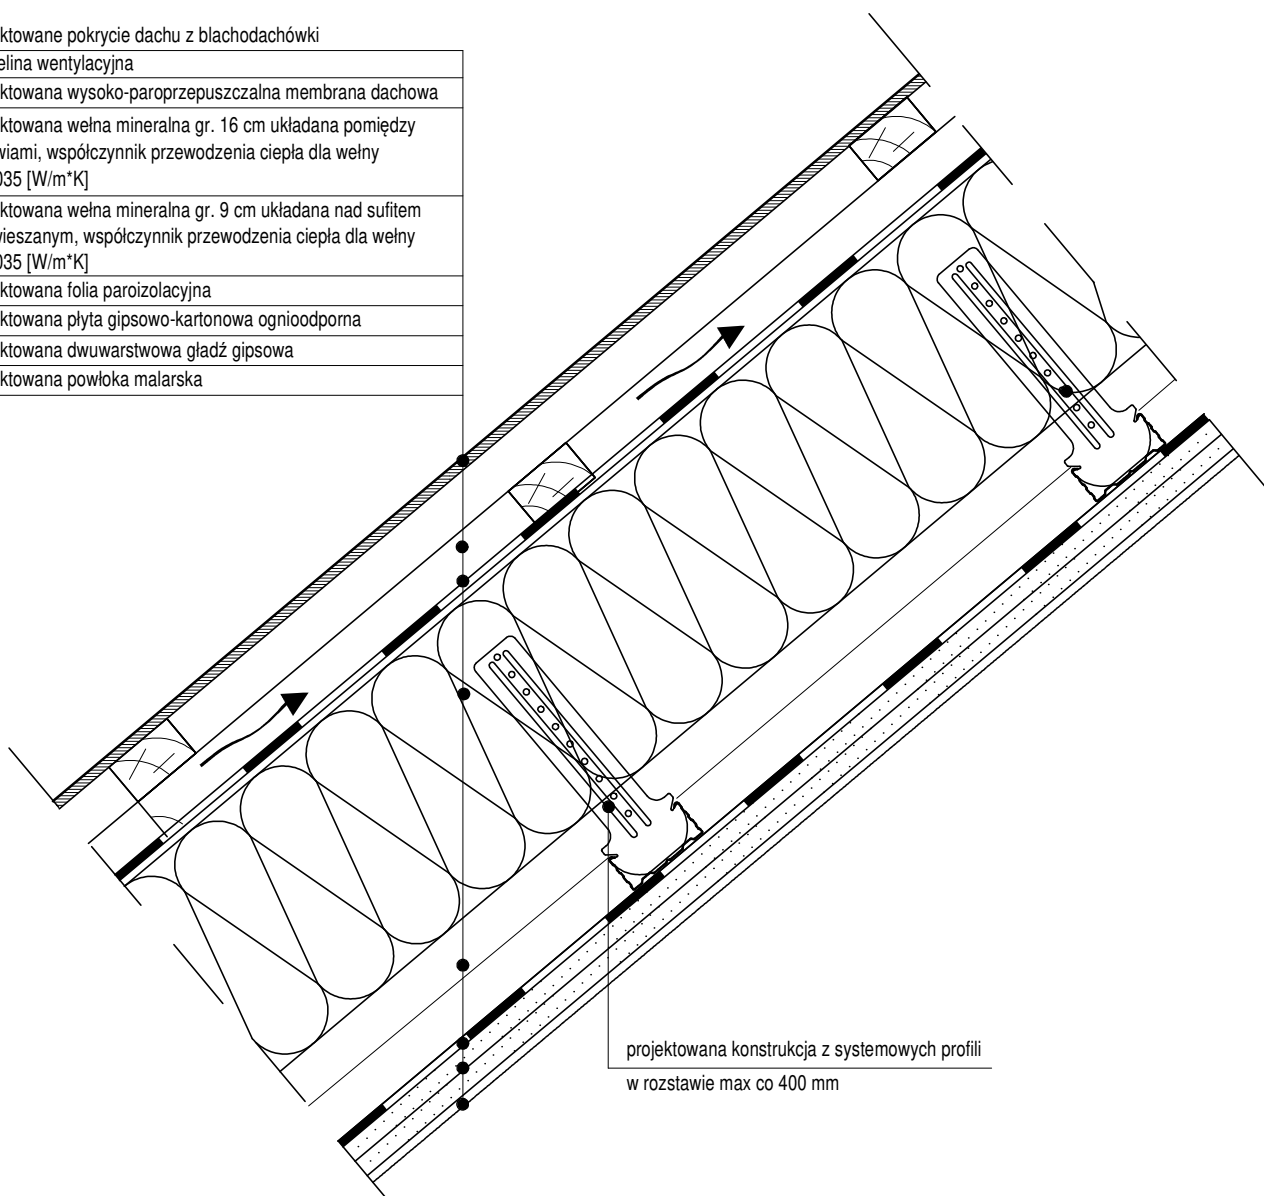 ktowane pokrycie dachu z blachodachówki
elina wentylacyjna
ktowana wysoko-paroprzepuszczalna membrana dachowa
ktowana wełna mineralna gr. 16 cm układana pomiędzy
wiami, współczynnik przewodzenia ciepła dla wełny
035 [W/m*K]
ktowana wełna mineralna gr. 9 cm układana nad sufitem
wieszanym, współczynnik przewodzenia ciepła dla wełny
035 [W/m*K]
ktowana folia paroizolacyjna
ktowana płyta gipsowo-kartonowa ognioodporna
ktowana dwuwarstwowa gładź gipsowa
ktowana powłoka malarska
projektowana konstrukcja z systemowych profili
w rozstawie max co 400 mm